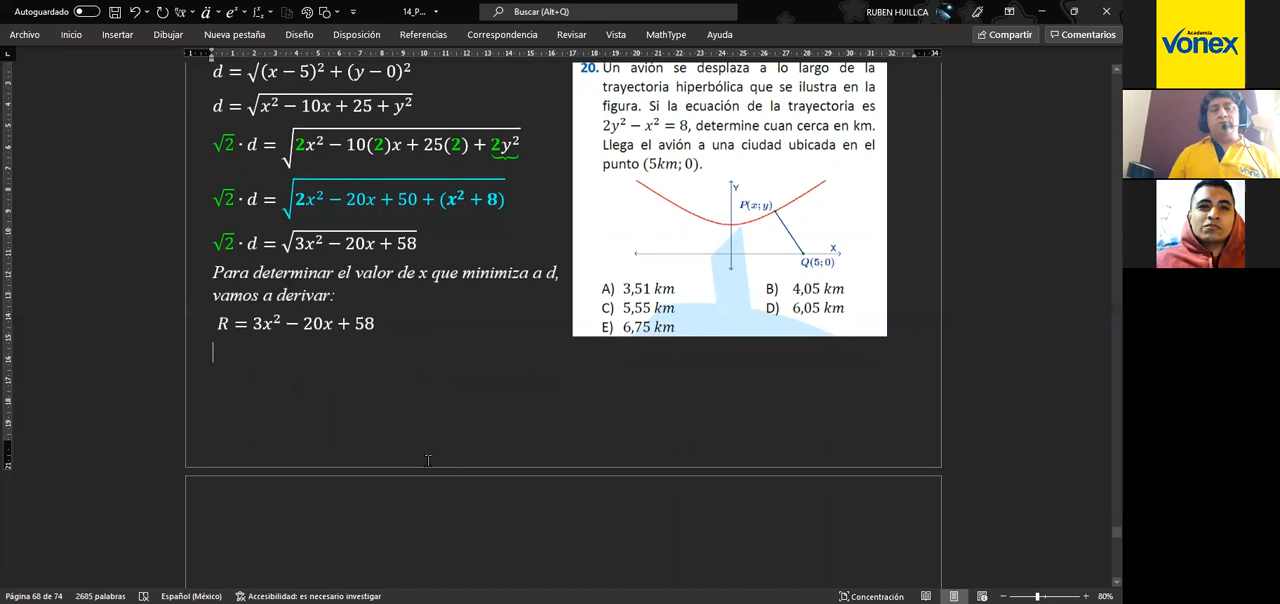 Autoguardado
14_P...
Buscar (Alt+Q)
RUBEN HUILLCA
Archivo Inicio Insertar Dibujar Nueva pestaña Diseño Disposición Referencias Correspondencia Revisar Vista MathType Ayuda Compartir Comentarios
Academia
VONEX
d = √(x − 5)² + (y − 0)²
d = √x² − 10x + 25 + y²
√2 · d = √2x² − 10(2)x + 25(2) + 2y²
√2 · d = √2x² − 20x + 50 + (x² + 8)
√2 · d = √3x² − 20x + 58
Para determinar el valor de x que minimiza a d,
vamos a derivar:
R = 3x² − 20x + 58
20. Un avión se desplaza a lo largo de la
trayectoria hiperbólica que se ilustra en la
figura. Si la ecuación de la trayectoria es
2y² − x² = 8, determine cuan cerca en km.
Llega el avión a una ciudad ubicada en el
punto (5km; 0).
Y
P(x; y)
X
Q(5; 0)
A) 3,51 km B) 4,05 km
C) 5,55 km D) 6,05 km
E) 6,75 km
Página 68 de 74 2685 palabras Español (México) Accesibilidad: es necesario investigar Concentración 80%